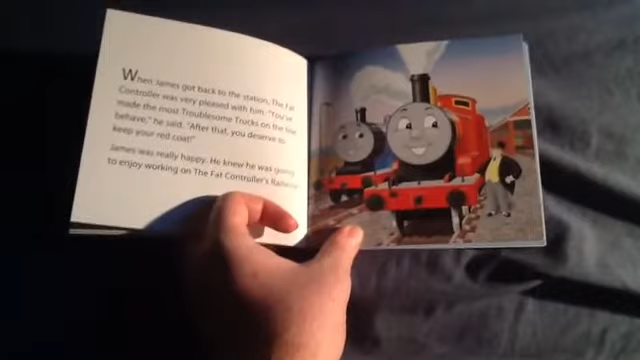 When James got back to the station, The Fat
Controller was very pleased with him. "You've
made the most Troublesome Trucks on the line
behave," he said. "After that, you deserve to
keep your red coat!"
James was really happy. He knew he was going
to enjoy working on The Fat Controller's Railway